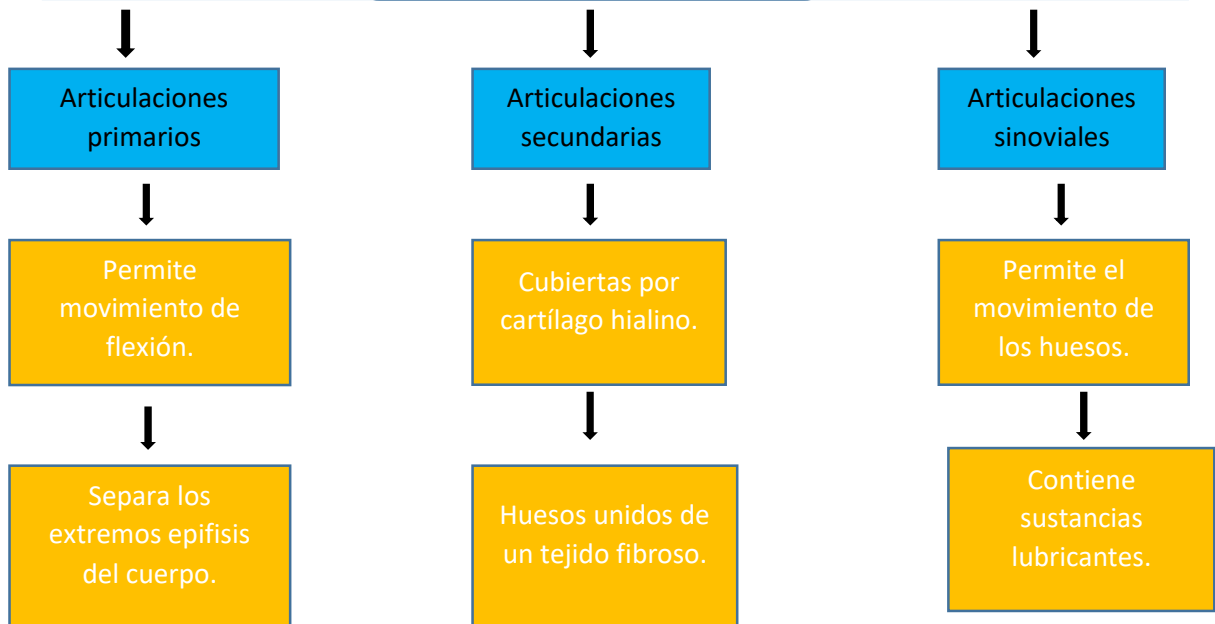 Articulaciones
primarios
Permite
movimiento de
flexión.
Separa los
extremos epifisis
del cuerpo.
Articulaciones
secundarias
Cubiertas por
cartílago hialino.
Huesos unidos de
un tejido fibroso.
Articulaciones
sinoviales
Permite el
movimiento de
los huesos.
Contiene
sustancias
lubricantes.